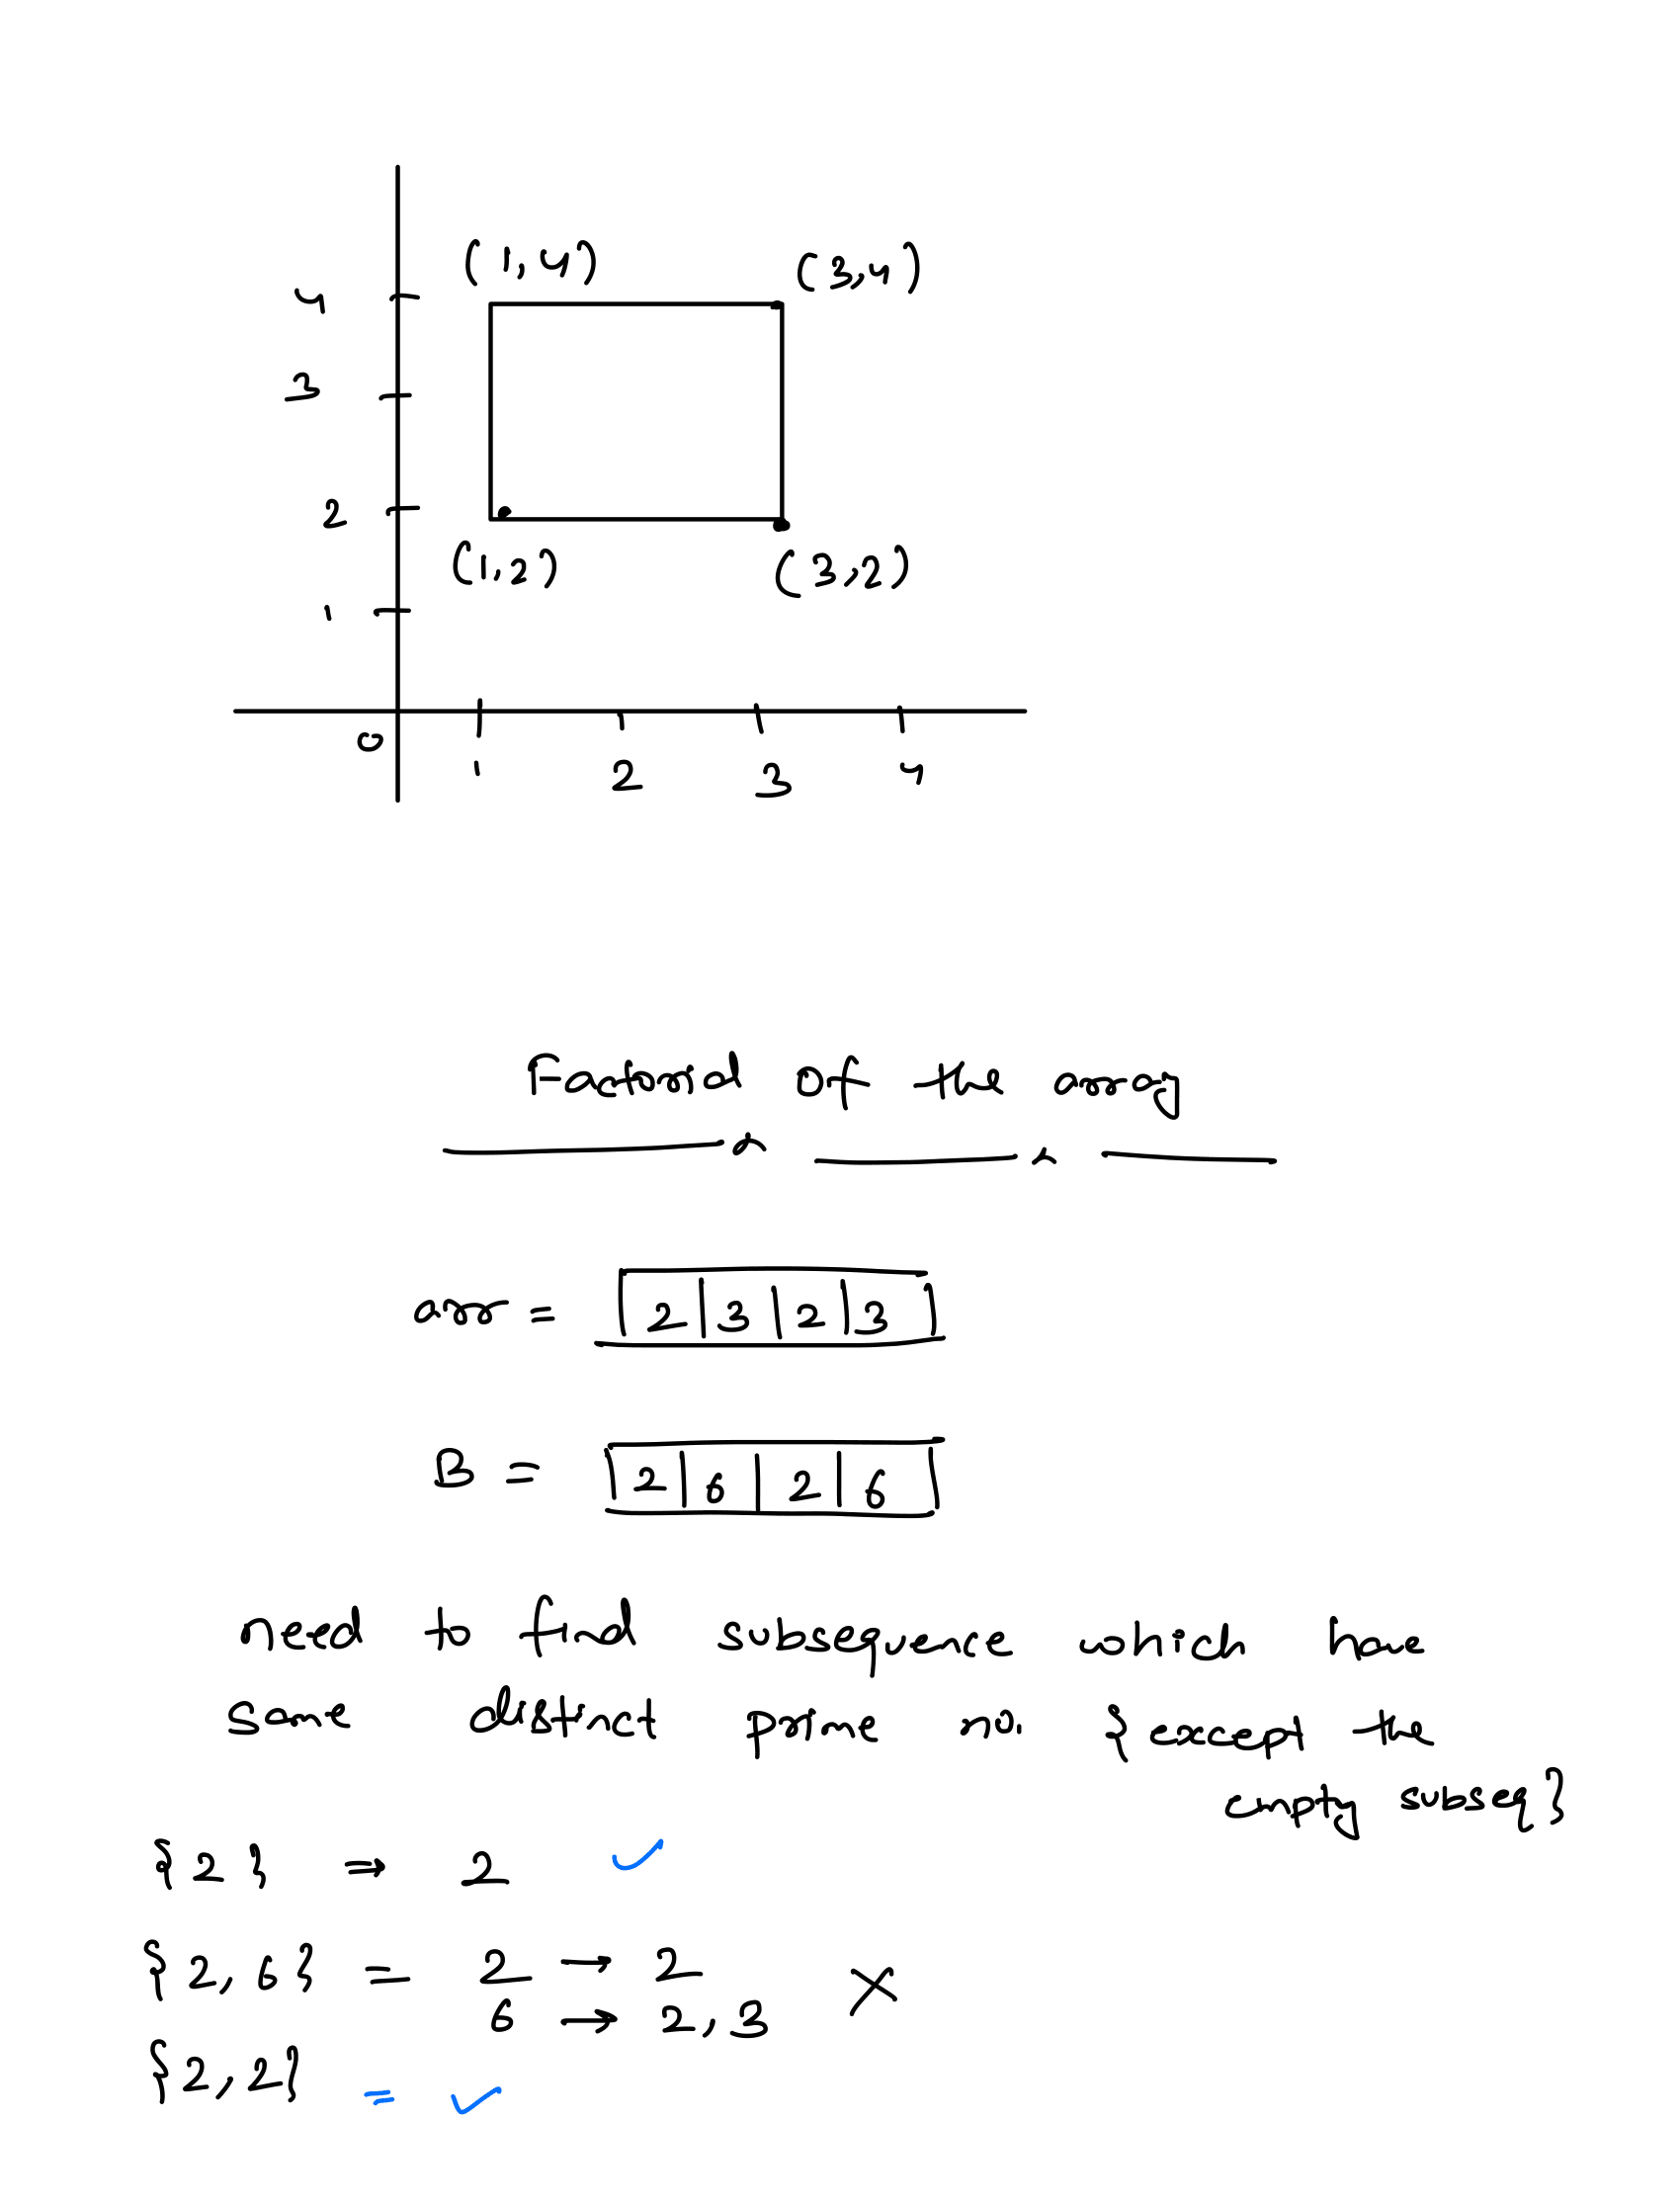 (1,4) (3,4)
4
3
2
(1,2) (3,2)
1
0
1 2 3 4
Factorial Of the array
arr = 2 | 3 | 2 | 3
B = 2 | 6 | 2 | 6
need to find subsequence which have
same distinct prime no. {except the
empty subseq}
{2} ⇒ 2 ✓
{2,6} = 2 → 2
6 → 2,3 ×
{2,2} = ✓